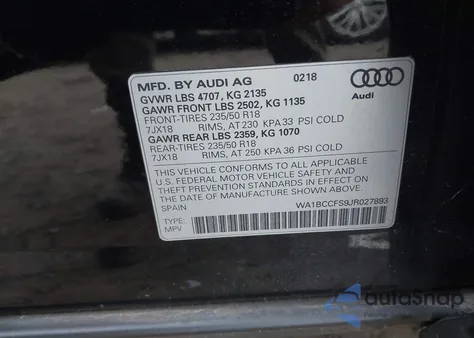 MFD. BY AUDI AG 0218
GVWR LBS 4707, KG 2135
GAWR FRONT LBS 2502, KG 1135
FRONT-TIRES 235/50 R18
7JX18 RIMS, AT 230 KPA 33 PSI COLD
GAWR REAR LBS 2359, KG 1070
REAR-TIRES 235/50 R18
7JX18 RIMS, AT 250 KPA 36 PSI COLD
Audi
THIS VEHICLE CONFORMS TO ALL APPLICABLE
U.S. FEDERAL MOTOR VEHICLE SAFETY AND
THEFT PREVENTION STANDARDS IN EFFECT ON
THE DATE OF MANUFACTURE SHOWN ABOVE.
SPAIN
WA1BCCFS9JR027893
TYPE:
MPV
autoSnap